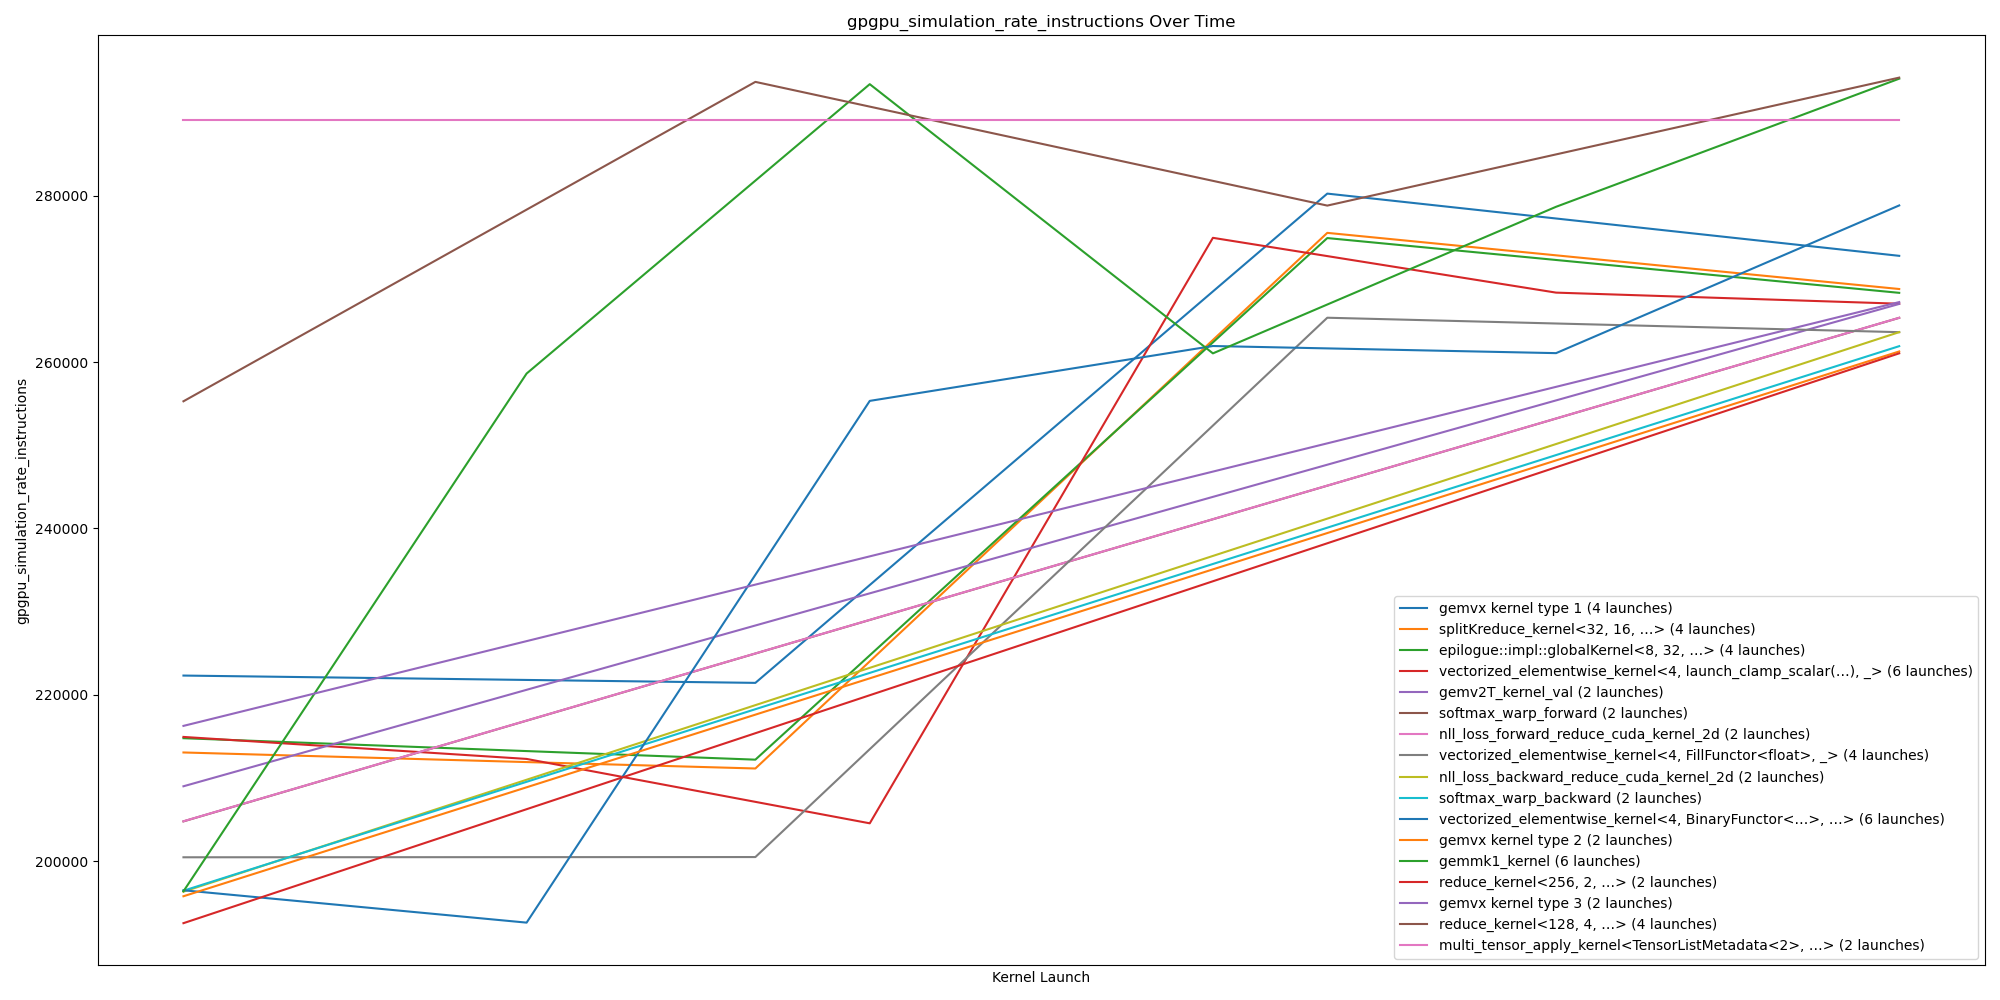 gpgpu_simulation_rate_instructions Over Time
gpgpu_simulation_rate_instructions
280000
260000
240000
220000
200000
Kernel Launch
gemvx kernel type 1 (4 launches)
splitKreduce_kernel<32, 16, ...> (4 launches)
epilogue::impl::globalKernel<8, 32, ...> (4 launches)
vectorized_elementwise_kernel<4, launch_clamp_scalar(...), _> (6 launches)
gemv2T_kernel_val (2 launches)
softmax_warp_forward (2 launches)
nll_loss_forward_reduce_cuda_kernel_2d (2 launches)
vectorized_elementwise_kernel<4, FillFunctor<float>, _> (4 launches)
nll_loss_backward_reduce_cuda_kernel_2d (2 launches)
softmax_warp_backward (2 launches)
vectorized_elementwise_kernel<4, BinaryFunctor<...>, ...> (6 launches)
gemvx kernel type 2 (2 launches)
gemmk1_kernel (6 launches)
reduce_kernel<256, 2, ...> (2 launches)
gemvx kernel type 3 (2 launches)
reduce_kernel<128, 4, ...> (4 launches)
multi_tensor_apply_kernel<TensorListMetadata<2>, ...> (2 launches)